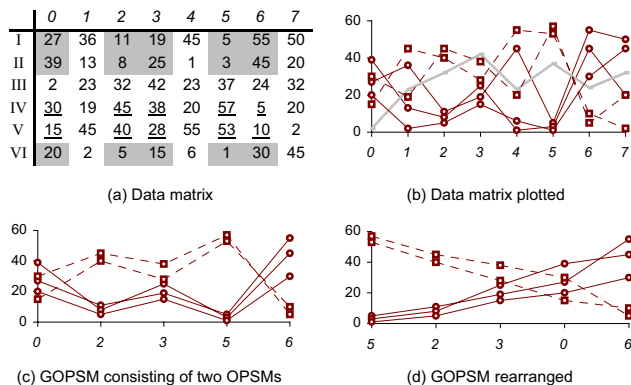 0 1 2 3 4 5 6 7
I 27 36 11 19 45 5 55 50
II 39 13 8 25 1 3 45 20
III 2 23 32 42 23 37 24 32
IV 30 19 45 38 20 57 5 20
V 15 45 40 28 55 53 10 2
VI 20 2 5 15 6 1 30 45
(a) Data matrix
60
40
20
0
0 1 2 3 4 5 6 7
(b) Data matrix plotted
60
40
20
0
0 2 3 5 6
(c) GOPSM consisting of two OPSMs
60
40
20
0
5 2 3 0 6
(d) GOPSM rearranged